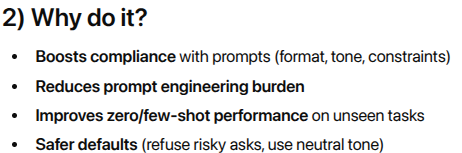 2) Why do it?
• Boosts compliance with prompts (format, tone, constraints)
• Reduces prompt engineering burden
• Improves zero/few-shot performance on unseen tasks
• Safer defaults (refuse risky asks, use neutral tone)